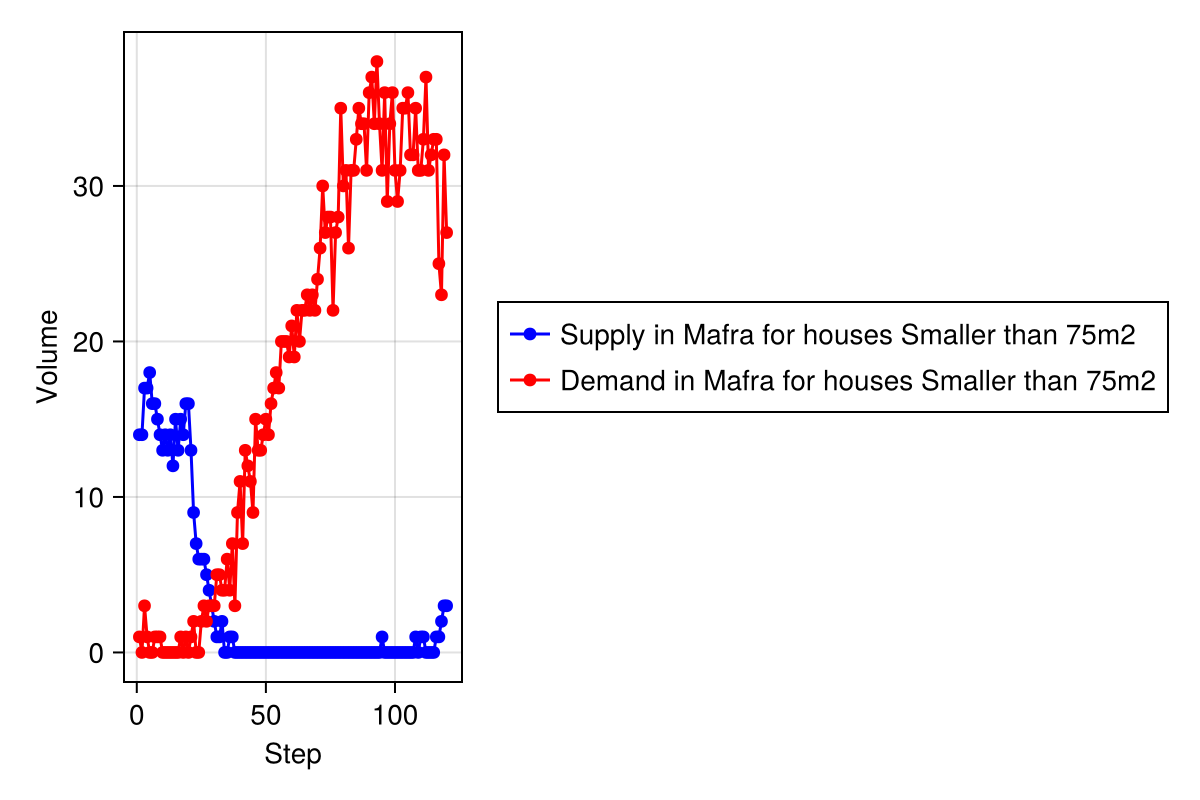 Volume
30
20
10
0
0 50 100
Step
Supply in Mafra for houses Smaller than 75m2
Demand in Mafra for houses Smaller than 75m2